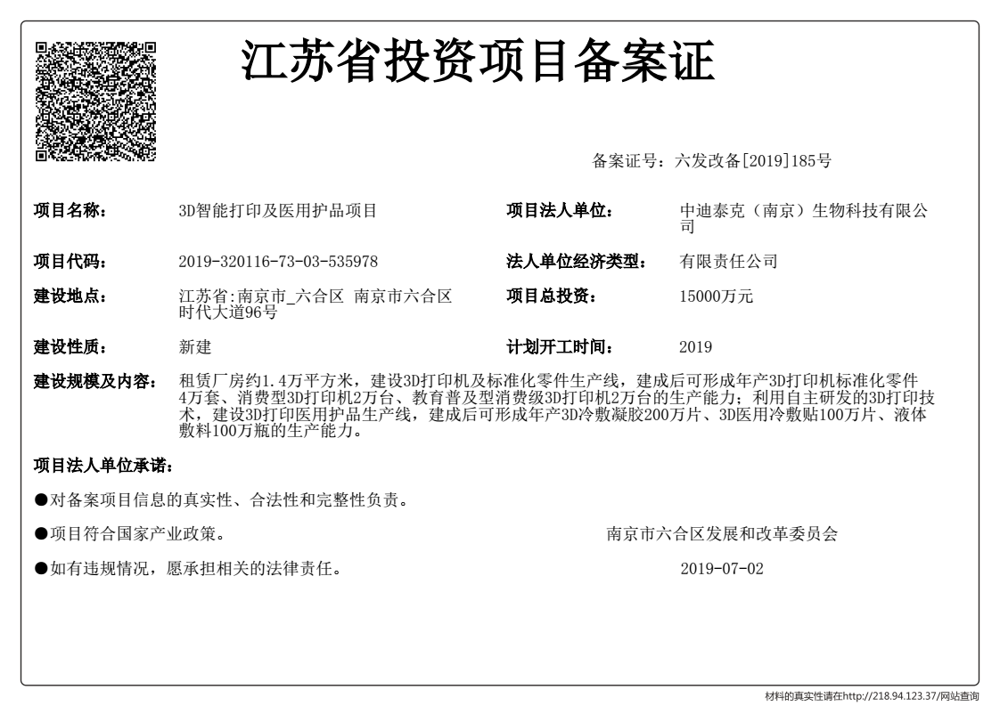 江苏省投资项目备案证
备案证号：六发改备[2019]185号
项目名称： 3D智能打印及医用护品项目 项目法人单位： 中迪泰克（南京）生物科技有限公
司
项目代码： 2019-320116-73-03-535978 法人单位经济类型： 有限责任公司
建设地点： 江苏省:南京市_六合区 南京市六合区 项目总投资： 15000万元
时代大道96号
建设性质： 新建 计划开工时间： 2019
建设规模及内容： 租赁厂房约1.4万平方米，建设3D打印机及标准化零件生产线，建成后可形成年产3D打印机标准化零件
4万套、消费型3D打印机2万台、教育普及型消费级3D打印机2万台的生产能力；利用自主研发的3D打印技
术，建设3D打印医用护品生产线，建成后可形成年产3D冷敷凝胶200万片、3D医用冷敷贴100万片、液体
敷料100万瓶的生产能力。
项目法人单位承诺：
●对备案项目信息的真实性、合法性和完整性负责。
●项目符合国家产业政策。 南京市六合区发展和改革委员会
●如有违规情况，愿承担相关的法律责任。 2019-07-02
材料的真实性请在http://218.94.123.37/网站查询